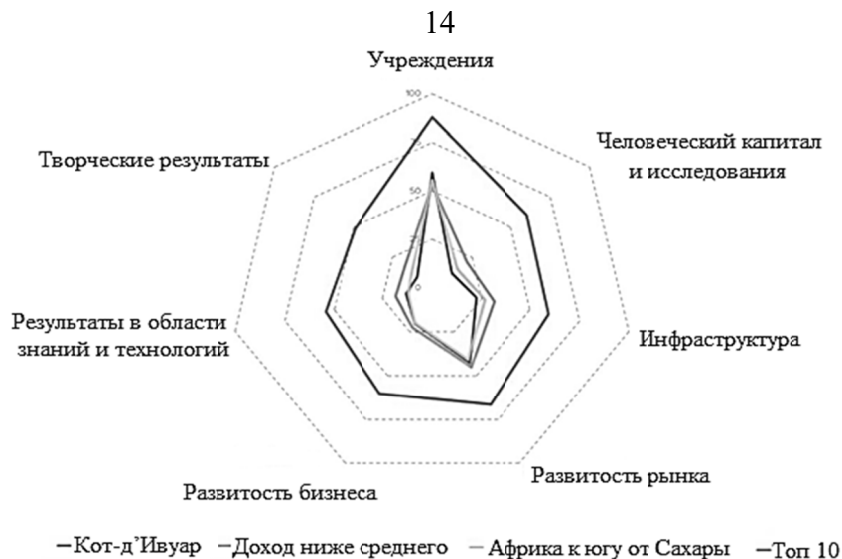 14
Учреждения
100
Человеческий капитал
и исследования
Творческие результаты
50
0
Результаты в области
знаний и технологий
Инфраструктура
Развитость рынка
Развитость бизнеса
Кот-д’Ивуар
Доход ниже среднего
Африка к югу от Сахары
Топ 10